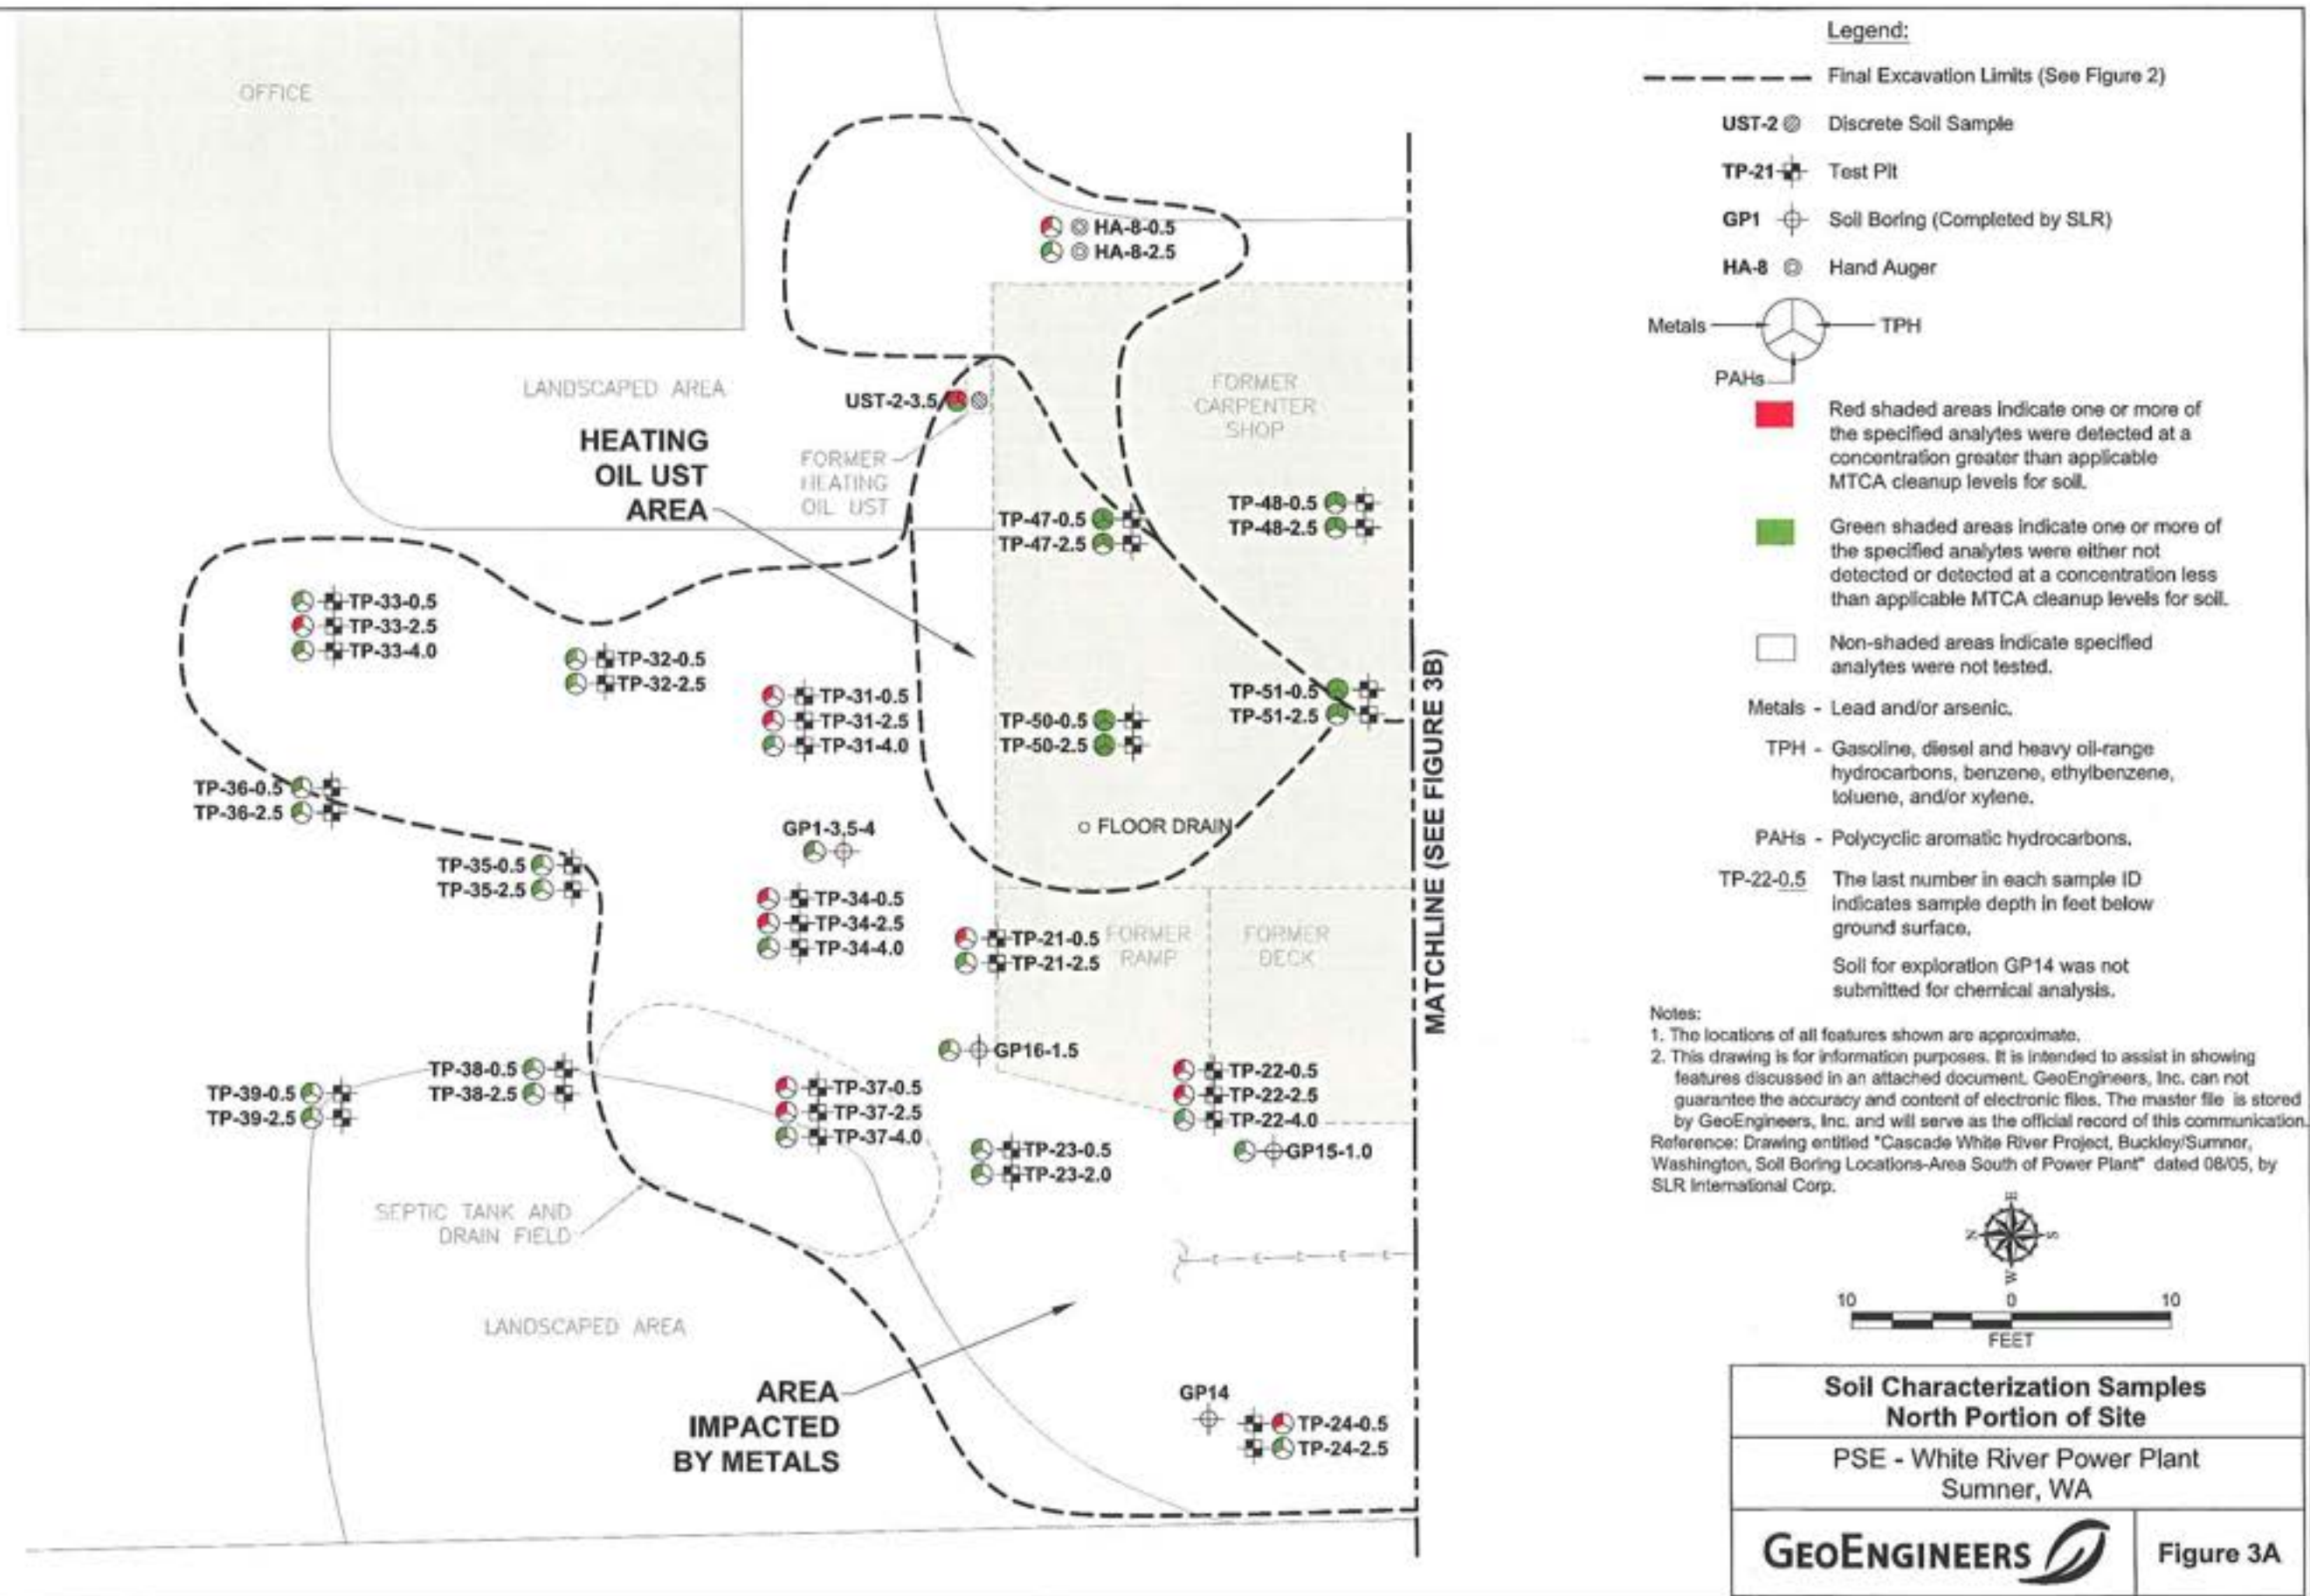 OFFICE
LANDSCAPED AREA
HEATING
OIL UST
AREA
FORMER
HEATING
OIL UST
UST-2-3.5
HA-8-0.5
HA-8-2.5
FORMER
CARPENTER
SHOP
TP-47-0.5
TP-47-2.5
TP-48-0.5
TP-48-2.5
TP-33-0.5
TP-33-2.5
TP-33-4.0
TP-32-0.5
TP-32-2.5
TP-31-0.5
TP-31-2.5
TP-31-4.0
TP-50-0.5
TP-50-2.5
TP-51-0.5
TP-51-2.5
TP-36-0.5
TP-36-2.5
TP-35-0.5
TP-35-2.5
GP1-3.5-4
FLOOR DRAIN
TP-34-0.5
TP-34-2.5
TP-34-4.0
TP-21-0.5
TP-21-2.5
FORMER
RAMP
FORMER
DECK
GP16-1.5
TP-38-0.5
TP-38-2.5
TP-39-0.5
TP-39-2.5
TP-37-0.5
TP-37-2.5
TP-37-4.0
TP-22-0.5
TP-22-2.5
TP-22-4.0
TP-23-0.5
TP-23-2.0
GP15-1.0
SEPTIC TANK AND
DRAIN FIELD
LANDSCAPED AREA
AREA
IMPACTED
BY METALS
GP14
TP-24-0.5
TP-24-2.5
MATCHLINE (SEE FIGURE 3B)
Legend:
Final Excavation Limits (See Figure 2)
UST-2 Discrete Soil Sample
TP-21 Test Pit
GP1 Soil Boring (Completed by SLR)
HA-8 Hand Auger
Metals TPH
PAHs
Red shaded areas indicate one or more of
the specified analytes were detected at a
concentration greater than applicable
MTCA cleanup levels for soil.
Green shaded areas indicate one or more of
the specified analytes were either not
detected or detected at a concentration less
than applicable MTCA cleanup levels for soil.
Non-shaded areas indicate specified
analytes were not tested.
Metals - Lead and/or arsenic.
TPH - Gasoline, diesel and heavy oil-range
hydrocarbons, benzene, ethylbenzene,
toluene, and/or xylene.
PAHs - Polycyclic aromatic hydrocarbons.
TP-22-0.5 The last number in each sample ID
indicates sample depth in feet below
ground surface.
Soil for exploration GP14 was not
submitted for chemical analysis.
Notes:
1. The locations of all features shown are approximate.
2. This drawing is for information purposes. It is intended to assist in showing
features discussed in an attached document. GeoEngineers, Inc. can not
guarantee the accuracy and content of electronic files. The master file is stored
by GeoEngineers, Inc. and will serve as the official record of this communication.
Reference: Drawing entitled "Cascade White River Project, Buckley/Sumner,
Washington, Soil Boring Locations-Area South of Power Plant" dated 08/05, by
SLR International Corp.
E
N S
W
10 0 10
FEET
Soil Characterization Samples
North Portion of Site
PSE - White River Power Plant
Sumner, WA
GEOENGINEERS
Figure 3A